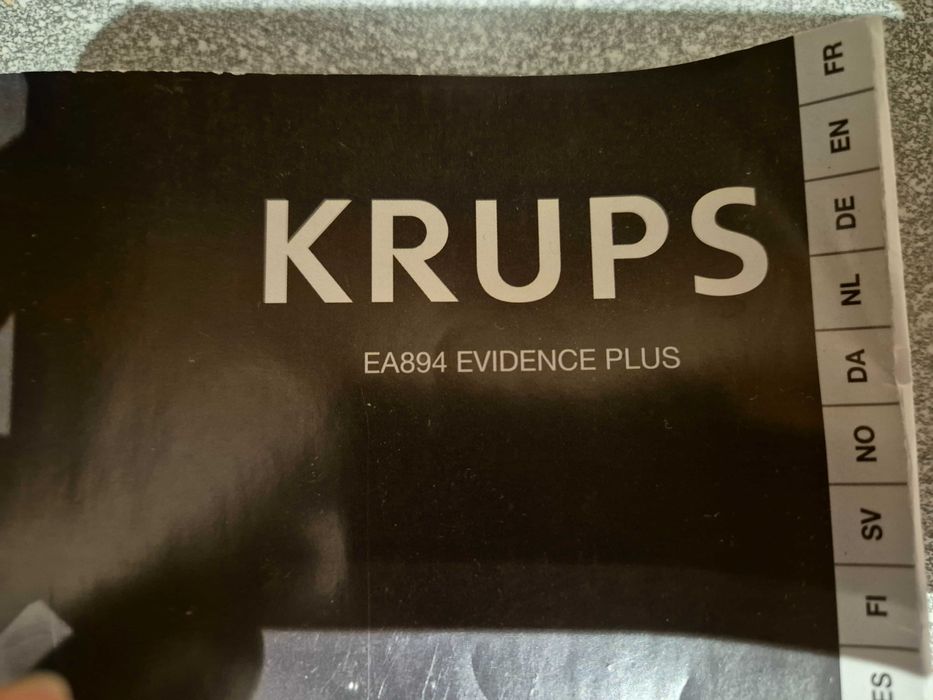 KRUPS
EA894 EVIDENCE PLUS
FR
EN
DE
NL
DA
NO
SV
FI
ES